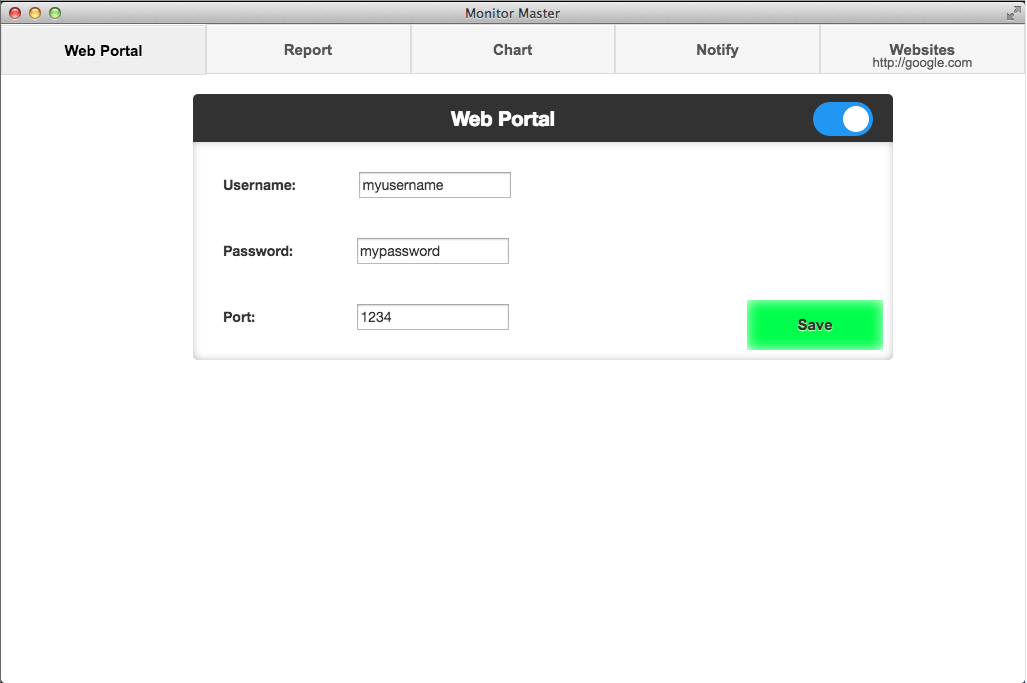 Monitor Master
Web Portal
Report
Chart
Notify
Websites
http://google.com
Web Portal
Username: myusername
Password: mypassword
Port: 1234
Save